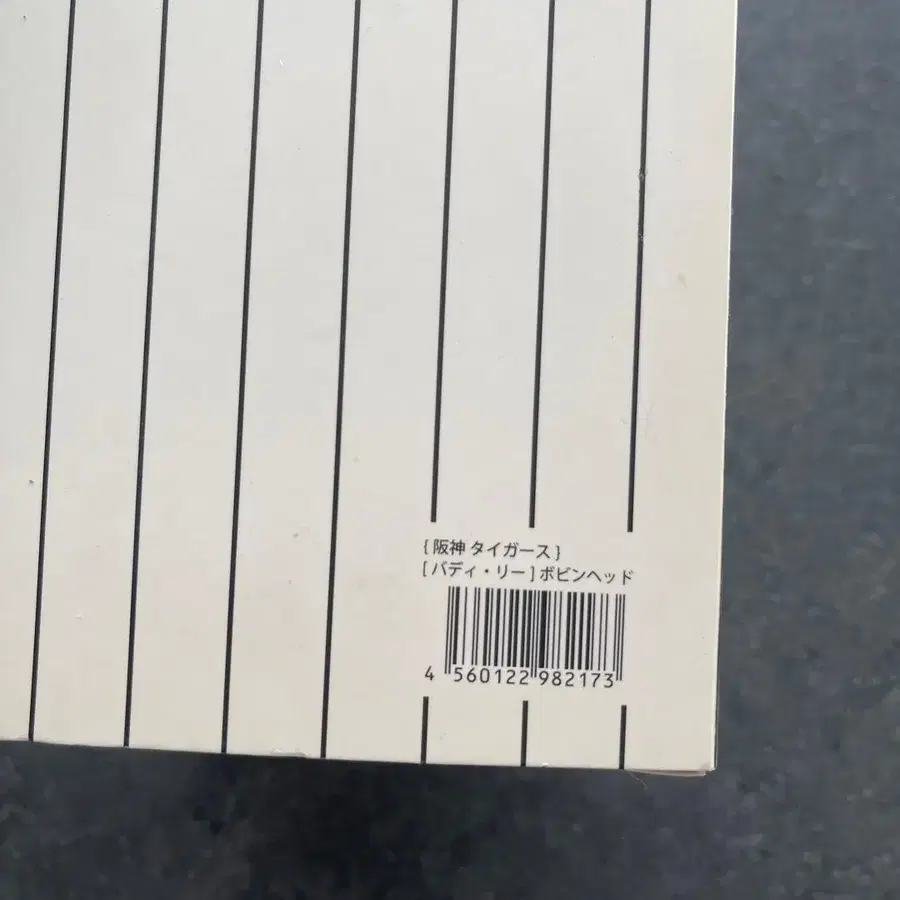 { 阪神 タイガース }
[ バディ・リー ] ボビンヘッド
4 560122 982173